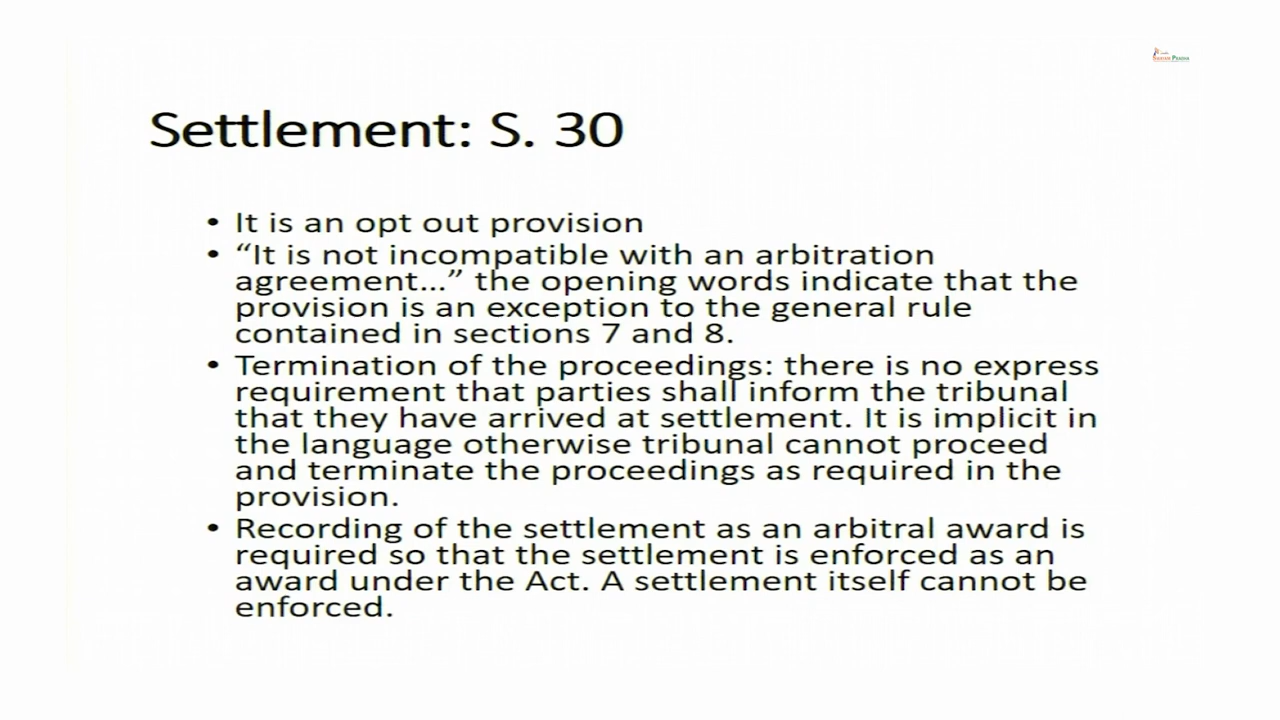 Settlement: S. 30
• It is an opt out provision
• “It is not incompatible with an arbitration
agreement...” the opening words indicate that the
provision is an exception to the general rule
contained in sections 7 and 8.
• Termination of the proceedings: there is no express
requirement that parties shall inform the tribunal
that they have arrived at settlement. It is implicit in
the language otherwise tribunal cannot proceed
and terminate the proceedings as required in the
provision.
• Recording of the settlement as an arbitral award is
required so that the settlement is enforced as an
award under the Act. A settlement itself cannot be
enforced.